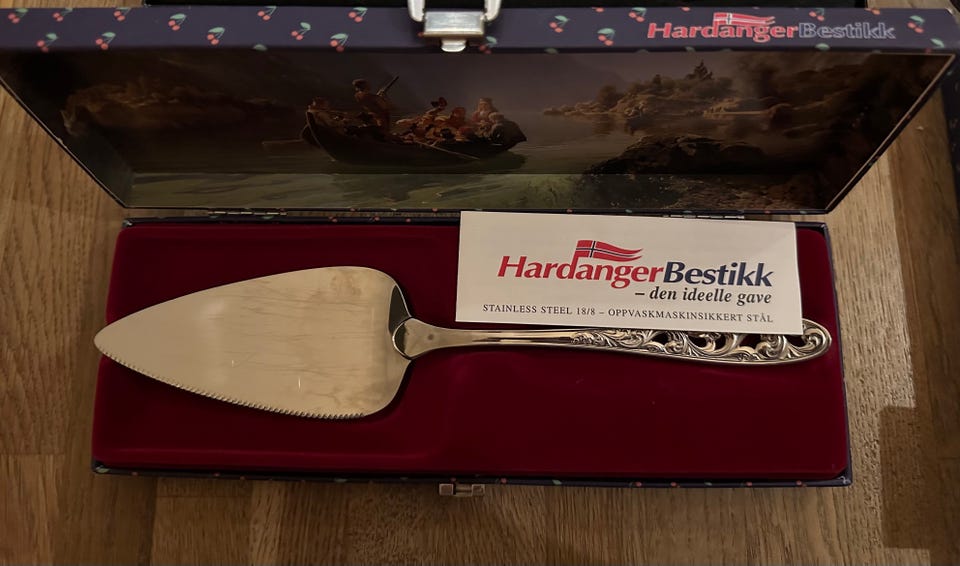 HardangerBestikk
HardangerBestikk
– den ideelle gave
STAINLESS STEEL 18/8 – OPPVASKMASKINSIKKERT STÅL